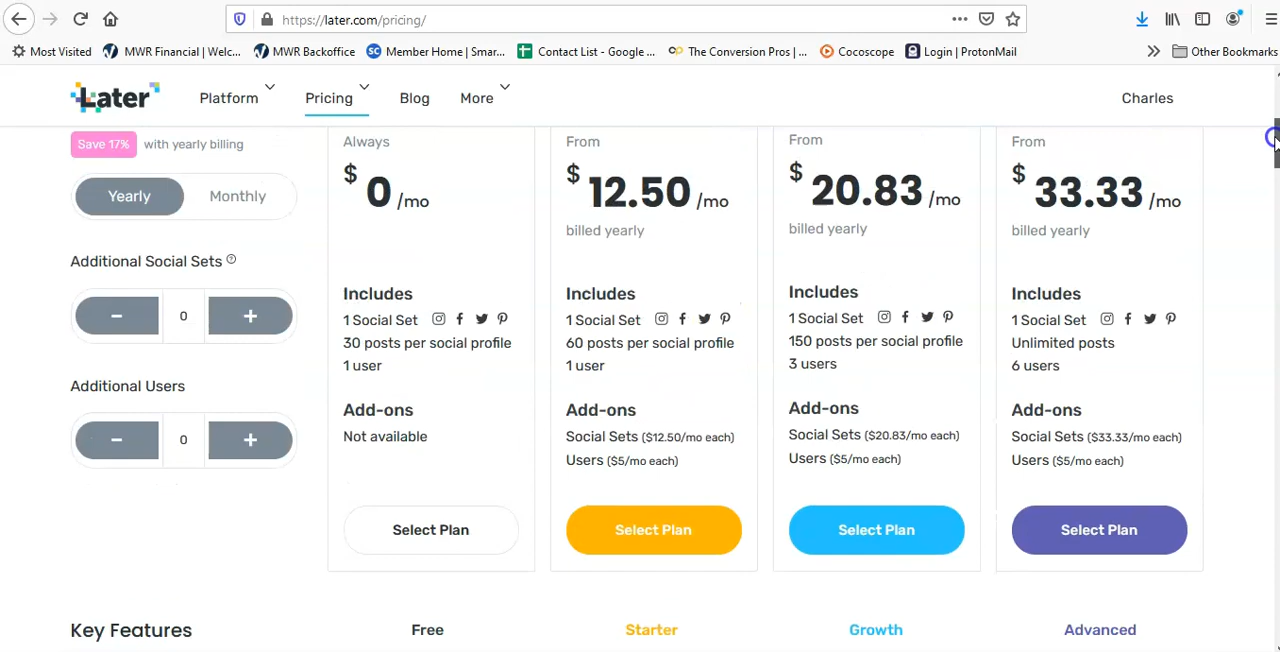 https://later.com/pricing/
Most Visited
MWR Financial | Welc...
MWR Backoffice
Member Home | Smar...
Contact List - Google ...
The Conversion Pros | ...
Cocoscope
Login | ProtonMail
Other Bookmarks
Later
Platform
Pricing
Blog
More
Charles
Save 17% with yearly billing
Yearly
Monthly
Additional Social Sets
− 0 +
Additional Users
− 0 +
Always
$ 0 /mo
Includes
1 Social Set
30 posts per social profile
1 user
Add-ons
Not available
Select Plan
From
$ 12.50 /mo
billed yearly
Includes
1 Social Set
60 posts per social profile
1 user
Add-ons
Social Sets ($12.50/mo each)
Users ($5/mo each)
Select Plan
From
$ 20.83 /mo
billed yearly
Includes
1 Social Set
150 posts per social profile
3 users
Add-ons
Social Sets ($20.83/mo each)
Users ($5/mo each)
Select Plan
From
$ 33.33 /mo
billed yearly
Includes
1 Social Set
Unlimited posts
6 users
Add-ons
Social Sets ($33.33/mo each)
Users ($5/mo each)
Select Plan
Key Features
Free
Starter
Growth
Advanced